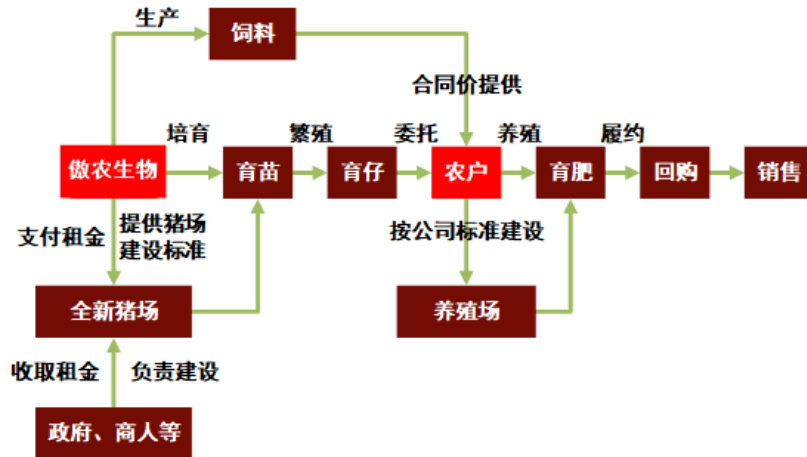 生产
饲料
合同价提供
培育
繁殖
委托
养殖
履约
傲农生物
育苗
育仔
农户
育肥
回购
销售
支付租金
提供猪场
建设标准
按公司标准建设
全新猪场
养殖场
收取租金
负责建设
政府、商人等